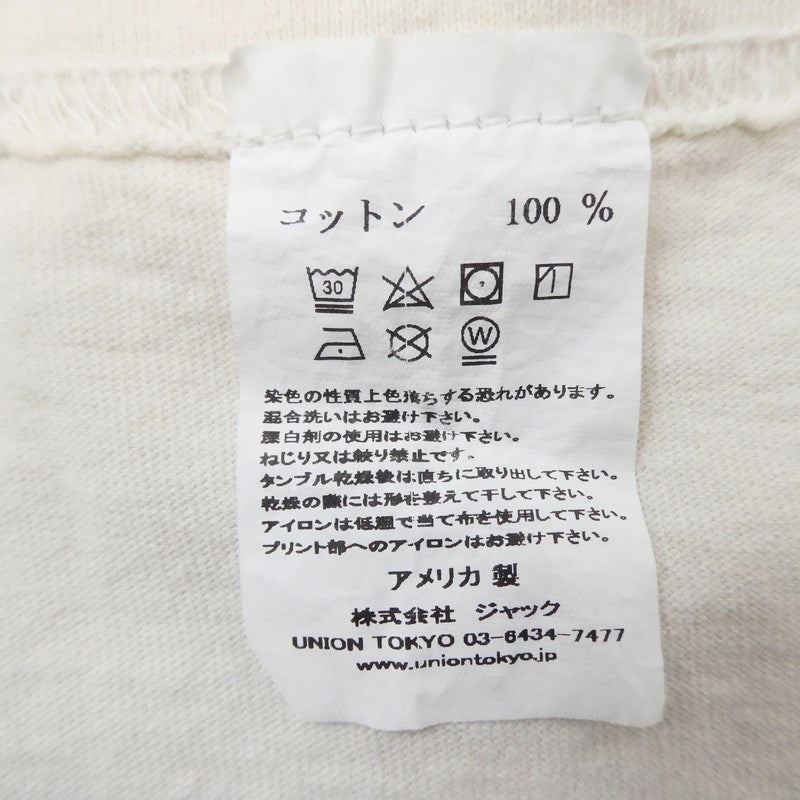 コットン 100 %
30
W
染色の性質上色落ちする恐れがあります。
混合洗いはお避け下さい。
漂白剤の使用はお避け下さい。
ねじり又は絞り禁止です。
タンブル乾燥後は直ちに取り出して下さい。
乾燥の際には形を整えて干して下さい。
アイロンは低温で当て布を使用して下さい。
プリント部へのアイロンはお避け下さい。
アメリカ 製
株式会社 ジャック
UNION TOKYO 03-6434-7477
www.uniontokyo.jp